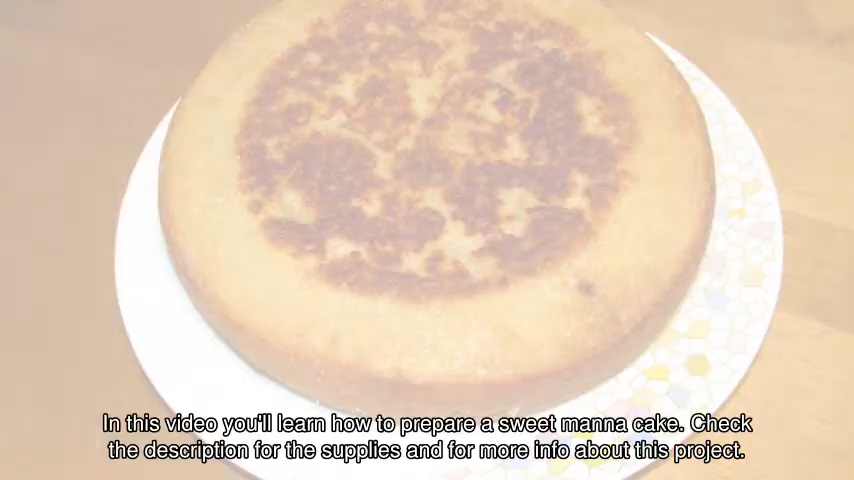 In this video you'll learn how to prepare a sweet manna cake. Check
the description for the supplies and for more info about this project.